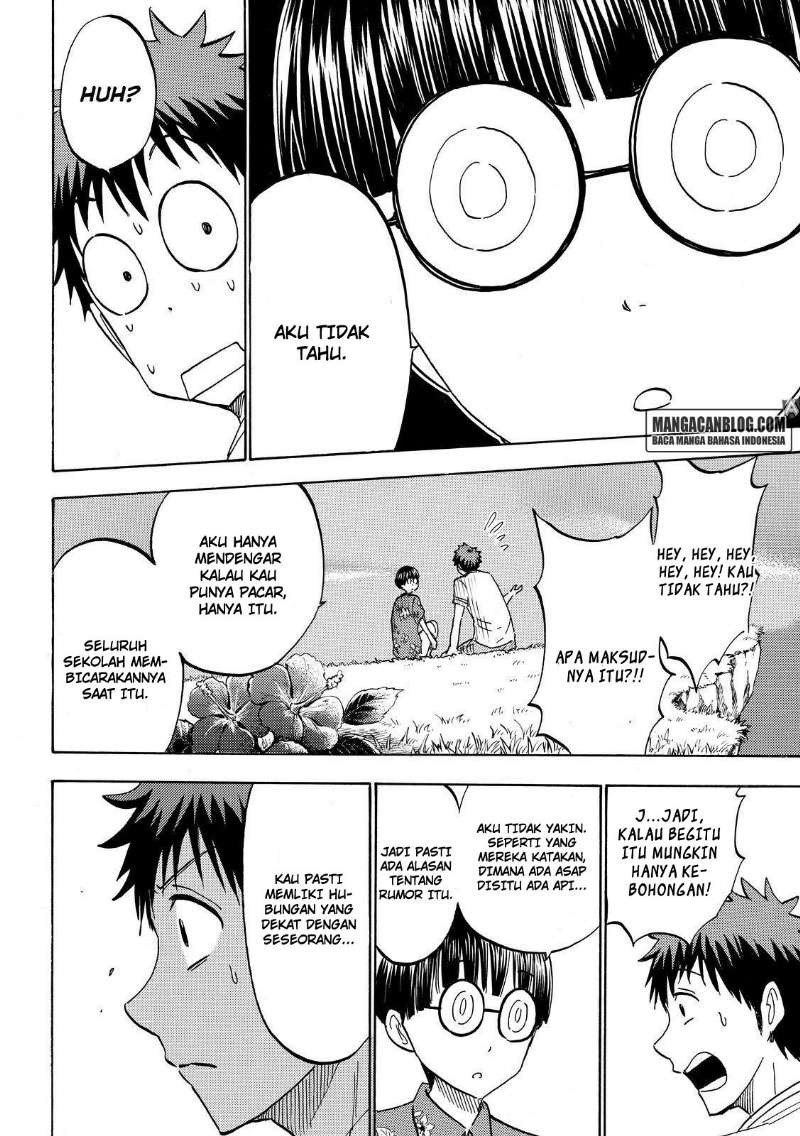 AKU TIDAK
TAHU.
HUH?
MANGACANBLOG.COM
BACA MANGA BAHASA INDONESIA
HEY, HEY, HEY,
HEY, HEY! KAU
TIDAK TAHU?!
APA MAKSUD-
NYA ITU?!!
AKU HANYA
MENDENGAR
KALAU KAU
PUNYA PACAR,
HANYA ITU.
SELURUH
SEKOLAH MEM-
BICARAKANNYA
SAAT ITU.
J...JADI,
KALAU BEGITU
ITU MUNGKIN
HANYA KE-
BOHONGAN!
AKU TIDAK YAKIN.
SEPERTI YANG
MEREKA KATAKAN,
DIMANA ADA ASAP
DISITU ADA API...
JADI PASTI
ADA ALASAN
TENTANG
RUMOR ITU.
KAU PASTI
MEMLIKI HU-
BUNGAN YANG
DEKAT DENGAN
SESEORANG...